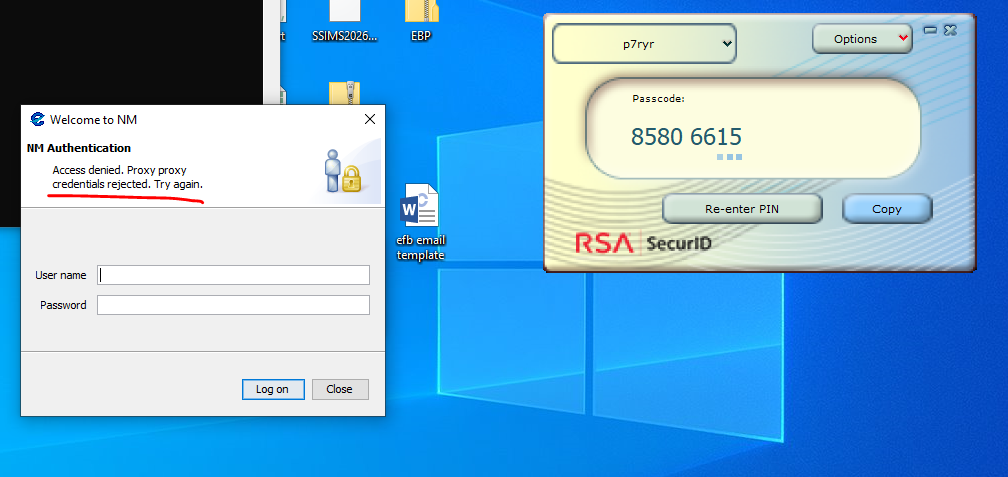 rt
SSIMS2026...
EBP
Welcome to NM
NM Authentication
Access denied. Proxy proxy
credentials rejected. Try again.
User name
Password
Log on
Close
efb email
template
p7ryr
Options
Passcode:
8580 6615
Re-enter PIN
Copy
RSA SecurID